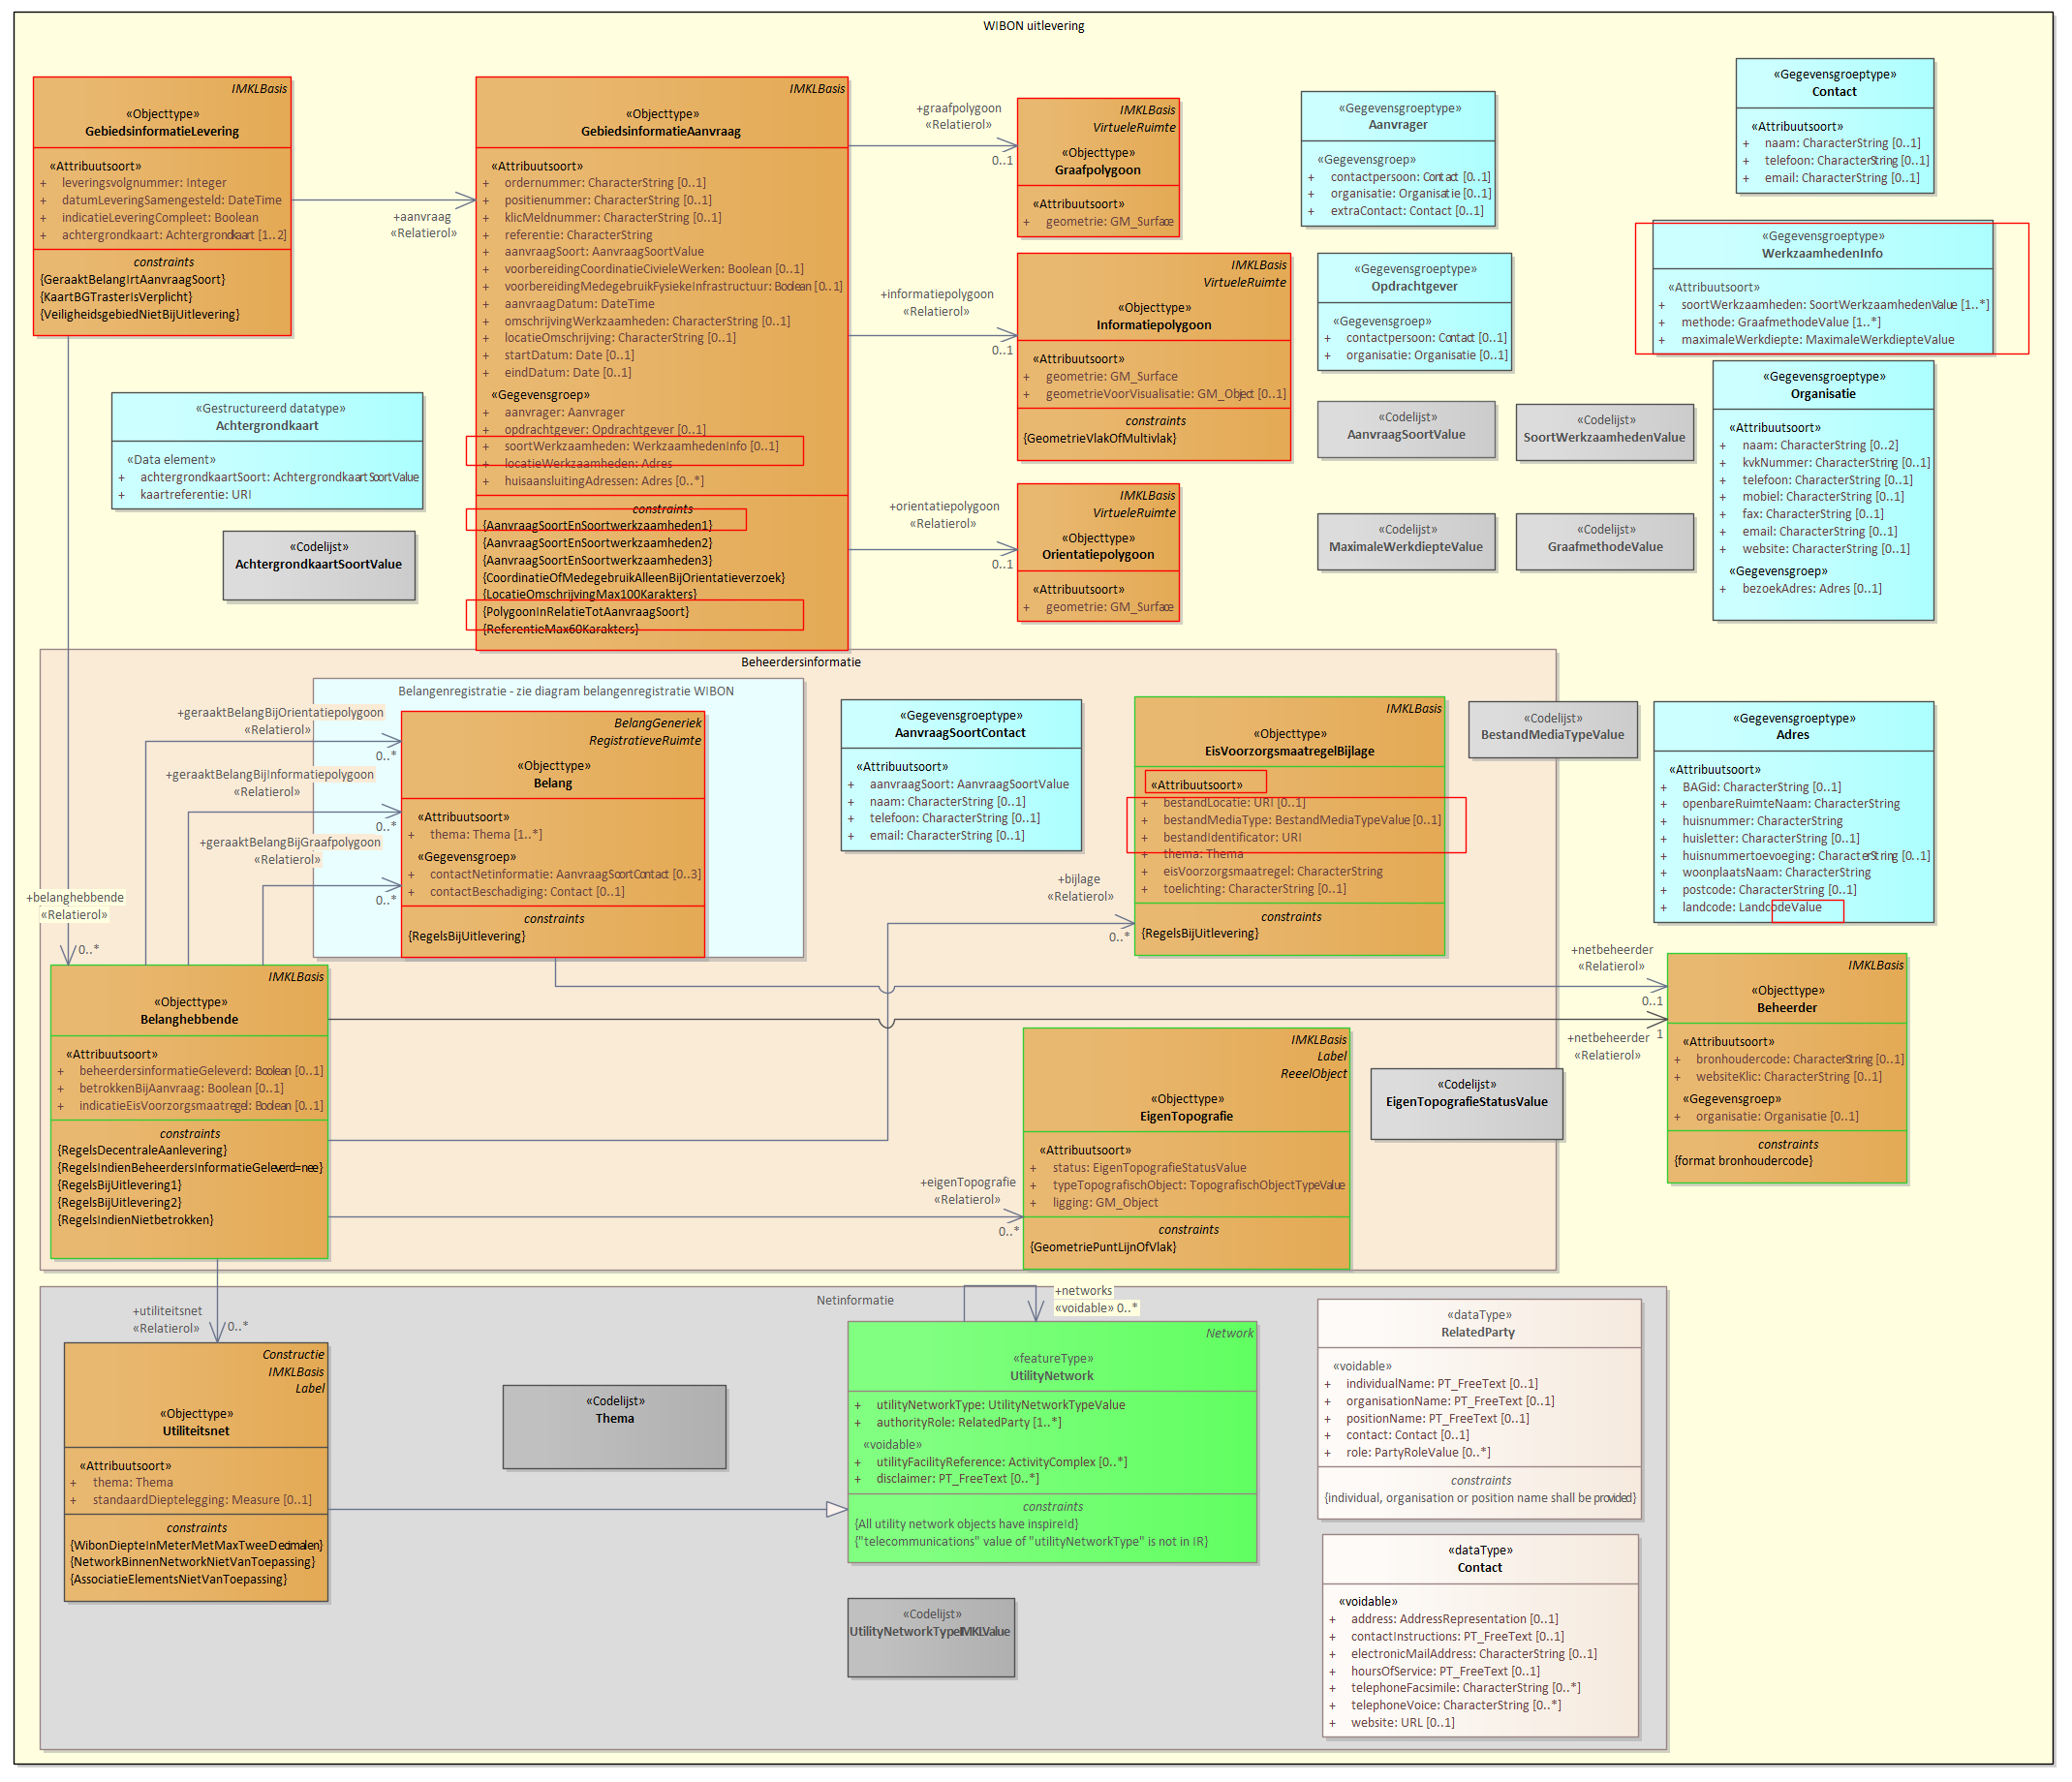 WIBON uitlevering
IMKLBasis
«Objecttype»
GebiedsinformatieLevering
«Attribuutsoort»
+ leveringsvolgnummer: Integer
+ datumLeveringSamengesteld: DateTime
+ indicatieLeveringCompleet: Boolean
+ achtergrondkaart: Achtergrondkaart [1..2]
constraints
{GeraaktBelangIrtAanvraagSoort}
{KaartBGTrasterIsVerplicht}
{VeiligheidsgebiedNietBijUitlevering}
+aanvraag
«Relatierol»
IMKLBasis
«Objecttype»
GebiedsinformatieAanvraag
«Attribuutsoort»
+ ordernummer: CharacterString [0..1]
+ positienummer: CharacterString [0..1]
+ klicMeldnummer: CharacterString [0..1]
+ referentie: CharacterString
+ aanvraagSoort: AanvraagSoortValue
+ voorbereidingCoordinatieCivieleWerken: Boolean [0..1]
+ voorbereidingMedegebruikFysiekeInfrastructuur: Boolean [0..1]
+ aanvraagDatum: DateTime
+ omschrijvingWerkzaamheden: CharacterString [0..1]
+ locatieOmschrijving: CharacterString [0..1]
+ startDatum: Date [0..1]
+ eindDatum: Date [0..1]
«Gegevensgroep»
+ aanvrager: Aanvrager
+ opdrachtgever: Opdrachtgever [0..1]
+ soortWerkzaamheden: WerkzaamhedenInfo [0..1]
+ locatieWerkzaamheden: Adres
+ huisaansluitingAdressen: Adres [0..*]
constraints
{AanvraagSoortEnSoortwerkzaamheden1}
{AanvraagSoortEnSoortwerkzaamheden2}
{AanvraagSoortEnSoortwerkzaamheden3}
{CoordinatieOfMedegebruikAlleenBijOrientatieverzoek}
{LocatieOmschrijvingMax100Karakters}
{PolygoonInRelatieTotAanvraagSoort}
{ReferentieMax60Karakters}
+graafpolygoon
«Relatierol»
0..1
IMKLBasis
VirtueleRuimte
«Objecttype»
Graafpolygoon
«Attribuutsoort»
+ geometrie: GM_Surface
+informatiepolygoon
«Relatierol»
0..1
IMKLBasis
VirtueleRuimte
«Objecttype»
Informatiepolygoon
«Attribuutsoort»
+ geometrie: GM_Surface
+ geometrieVoorVisualisatie: GM_Object [0..1]
constraints
{GeometrieVlakOfMultivlak}
+orientatiepolygoon
«Relatierol»
0..1
IMKLBasis
VirtueleRuimte
«Objecttype»
Orientatiepolygoon
«Attribuutsoort»
+ geometrie: GM_Surface
«Gegevensgroeptype»
Aanvrager
«Gegevensgroep»
+ contactpersoon: Contact [0..1]
+ organisatie: Organisatie [0..1]
+ extraContact: Contact [0..1]
«Gegevensgroeptype»
Opdrachtgever
«Gegevensgroep»
+ contactpersoon: Contact [0..1]
+ organisatie: Organisatie [0..1]
«Gegevensgroeptype»
Contact
«Attribuutsoort»
+ naam: CharacterString [0..1]
+ telefoon: CharacterString [0..1]
+ email: CharacterString [0..1]
«Gegevensgroeptype»
WerkzaamhedenInfo
«Attribuutsoort»
+ soortWerkzaamheden: SoortWerkzaamhedenValue [1..*]
+ methode: GraafmethodeValue [1..*]
+ maximaleWerkdiepte: MaximaleWerkdiepteValue
«Gegevensgroeptype»
Organisatie
«Attribuutsoort»
+ naam: CharacterString [0..2]
+ kvkNummer: CharacterString [0..1]
+ telefoon: CharacterString [0..1]
+ mobiel: CharacterString [0..1]
+ fax: CharacterString [0..1]
+ email: CharacterString [0..1]
+ website: CharacterString [0..1]
«Gegevensgroep»
+ bezoekAdres: Adres [0..1]
«Codelijst»
AanvraagSoortValue
«Codelijst»
SoortWerkzaamhedenValue
«Codelijst»
MaximaleWerkdiepteValue
«Codelijst»
GraafmethodeValue
«Gestructureerd datatype»
Achtergrondkaart
«Data element»
+ achtergrondkaartSoort: AchtergrondkaartSoortValue
+ kaartreferentie: URI
«Codelijst»
AchtergrondkaartSoortValue
Beheerdersinformatie
Belangenregistratie - zie diagram belangenregistratie WIBON
+geraaktBelangBijOrientatiepolygoon
«Relatierol»
0..*
+geraaktBelangBijInformatiepolygoon
«Relatierol»
0..*
+geraaktBelangBijGraafpolygoon
«Relatierol»
0..*
BelangGeneriek
RegistratieveRuimte
«Objecttype»
Belang
«Attribuutsoort»
+ thema: Thema [1..*]
«Gegevensgroep»
+ contactNetinformatie: AanvraagSoortContact [0..3]
+ contactBeschadiging: Contact [0..1]
constraints
{RegelsBijUitlevering}
«Gegevensgroeptype»
AanvraagSoortContact
«Attribuutsoort»
+ aanvraagSoort: AanvraagSoortValue
+ naam: CharacterString [0..1]
+ telefoon: CharacterString [0..1]
+ email: CharacterString [0..1]
IMKLBasis
«Objecttype»
EisVoorzorgsmaatregelBijlage
«Attribuutsoort»
+ bestandLocatie: URI [0..1]
+ bestandMediaType: BestandMediaTypeValue [0..1]
+ bestandIdentificator: URI
+ thema: Thema
+ eisVoorzorgsmaatregel: CharacterString
+ toelichting: CharacterString [0..1]
constraints
{RegelsBijUitlevering}
+bijlage
«Relatierol»
0..*
«Codelijst»
BestandMediaTypeValue
«Gegevensgroeptype»
Adres
«Attribuutsoort»
+ BAGid: CharacterString [0..1]
+ openbareRuimteNaam: CharacterString
+ huisnummer: CharacterString
+ huisletter: CharacterString [0..1]
+ huisnummertoevoeging: CharacterString [0..1]
+ woonplaatsNaam: CharacterString
+ postcode: CharacterString [0..1]
+ landcode: LandcodeValue
+belanghebbende
«Relatierol»
0..*
IMKLBasis
«Objecttype»
Belanghebbende
«Attribuutsoort»
+ beheerdersinformatieGeleverd: Boolean [0..1]
+ betrokkenBijAanvraag: Boolean [0..1]
+ indicatieEisVoorzorgsmaatregel: Boolean [0..1]
constraints
{RegelsDecentraleAanlevering}
{RegelsIndienBeheerdersInformatieGeleverd=nee}
{RegelsBijUitlevering1}
{RegelsBijUitlevering2}
{RegelsIndienNietbetrokken}
+netbeheerder
«Relatierol»
0..1
+netbeheerder
«Relatierol»
1
IMKLBasis
«Objecttype»
Beheerder
«Attribuutsoort»
+ bronhoudercode: CharacterString [0..1]
+ websiteKlic: CharacterString [0..1]
«Gegevensgroep»
+ organisatie: Organisatie [0..1]
constraints
{format bronhoudercode}
+eigenTopografie
«Relatierol»
0..*
IMKLBasis
Label
ReeelObject
«Objecttype»
EigenTopografie
«Attribuutsoort»
+ status: EigenTopografieStatusValue
+ typeTopografischObject: TopografischObjectTypeValue
+ ligging: GM_Object
constraints
{GeometriePuntLijnOfVlak}
«Codelijst»
EigenTopografieStatusValue
Netinformatie
+utiliteitsnet
«Relatierol»
0..*
Constructie
IMKLBasis
Label
«Objecttype»
Utiliteitsnet
«Attribuutsoort»
+ thema: Thema
+ standaardDieptelegging: Measure [0..1]
constraints
{WibonDiepteInMeterMetMaxTweeDecimalen}
{NetworkBinnenNetworkNietVanToepassing}
{AssociatieElementsNietVanToepassing}
«Codelijst»
Thema
+networks
«voidable» 0..*
Network
«featureType»
UtilityNetwork
+ utilityNetworkType: UtilityNetworkTypeValue
+ authorityRole: RelatedParty [1..*]
«voidable»
+ utilityFacilityReference: ActivityComplex [0..*]
+ disclaimer: PT_FreeText [0..*]
constraints
{All utility network objects have inspireId}
{"telecommunications" value of "utilityNetworkType" is not in IR}
«Codelijst»
UtilityNetworkTypeIMKLValue
«dataType»
RelatedParty
«voidable»
+ individualName: PT_FreeText [0..1]
+ organisationName: PT_FreeText [0..1]
+ positionName: PT_FreeText [0..1]
+ contact: Contact [0..1]
+ role: PartyRoleValue [0..*]
constraints
{individual, organisation or position name shall be provided}
«dataType»
Contact
«voidable»
+ address: AddressRepresentation [0..1]
+ contactInstructions: PT_FreeText [0..1]
+ electronicMailAddress: CharacterString [0..1]
+ hoursOfService: PT_FreeText [0..1]
+ telephoneFacsimile: CharacterString [0..*]
+ telephoneVoice: CharacterString [0..*]
+ website: URL [0..1]